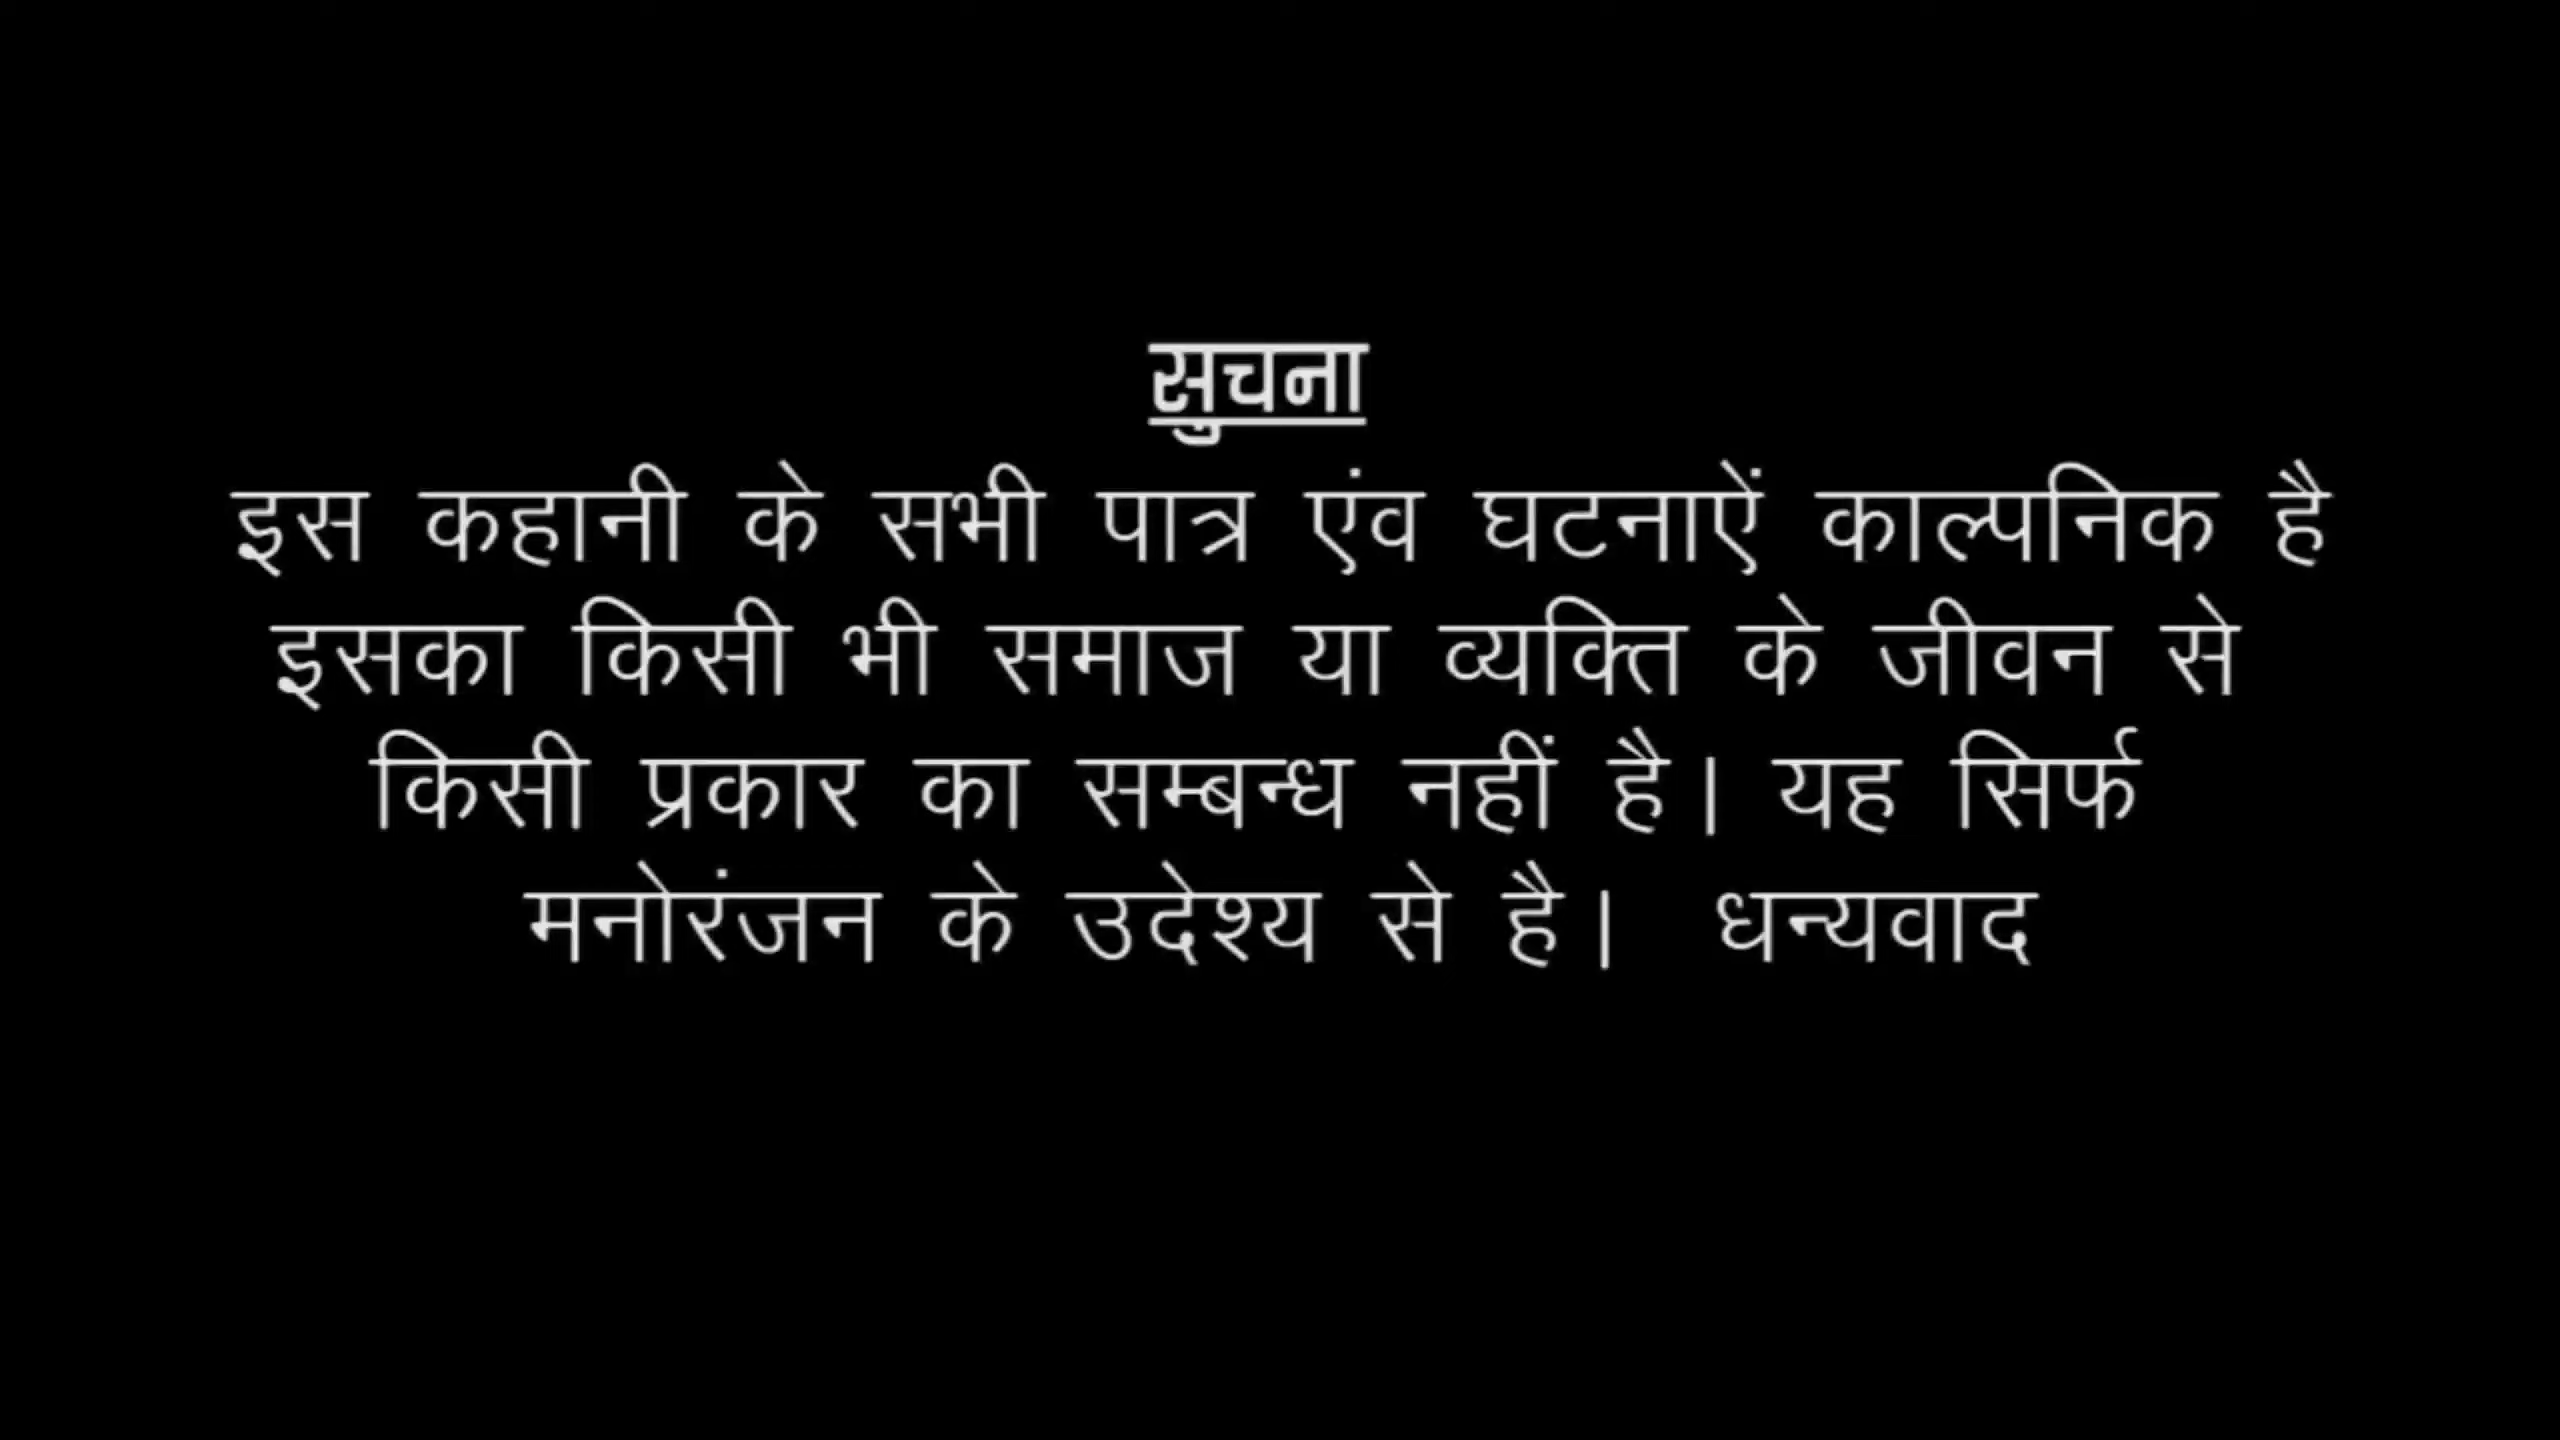 सुचना
इस कहानी के सभी पात्र एंव घटनाऐं काल्पनिक है
इसका किसी भी समाज या व्यक्ति के जीवन से
किसी प्रकार का सम्बन्ध नहीं है। यह सिर्फ
मनोरंजन के उदेश्य से है। धन्यवाद